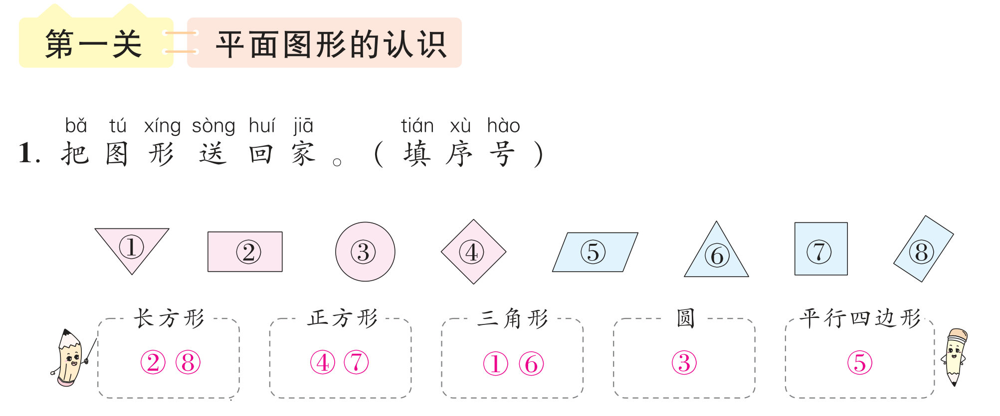 第一关 平面图形的认识
bǎ tú xíng sòng huí jiā tián xù hào
1. 把图形送回家。(填序号)
① ② ③ ④ ⑤ ⑥ ⑦ ⑧
长方形 正方形 三角形 圆 平行四边形
②⑧ ④⑦ ①⑥ ③ ⑤